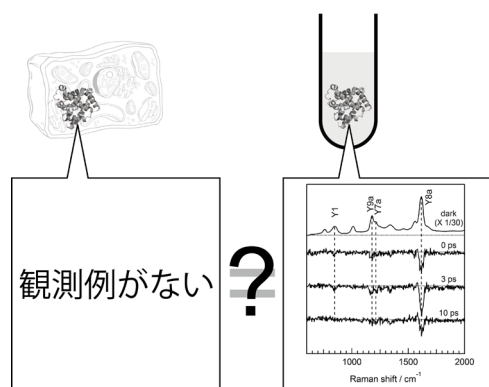 観測例がない
?
Y1
Y9a
Y7a
Y8a
dark
(X 1/30)
0 ps
3 ps
10 ps
1000
1500
2000
Raman shift / cm⁻¹